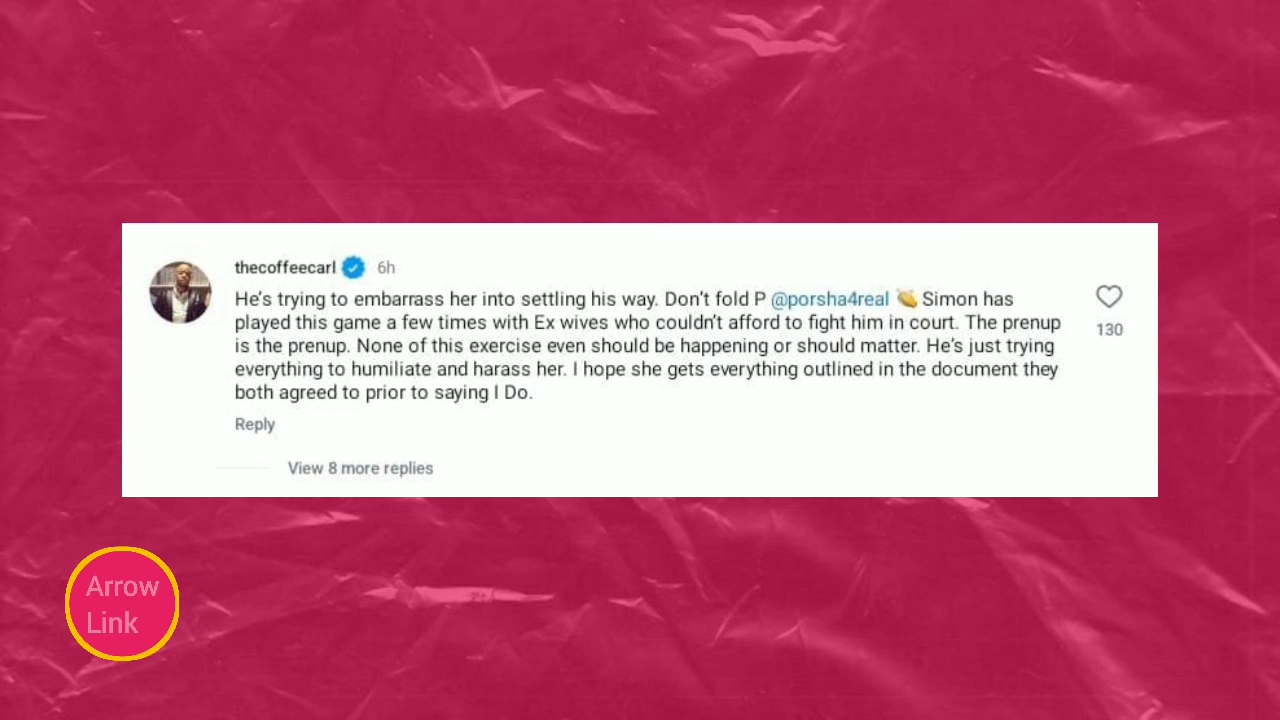 thecoffeecarl 6h
He's trying to embarrass her into settling his way. Don't fold P @porsha4real 👏 Simon has
played this game a few times with Ex wives who couldn't afford to fight him in court. The prenup
is the prenup. None of this exercise even should be happening or should matter. He's just trying
everything to humiliate and harass her. I hope she gets everything outlined in the document they
both agreed to prior to saying I Do.
130
Reply
View 8 more replies
Arrow
Link